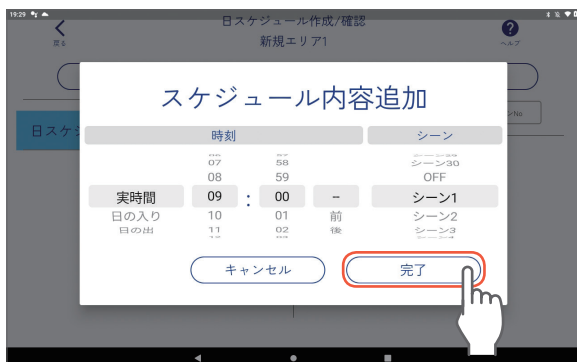 19:29
日スケジュール作成/確認
戻る
新規エリア1
ヘルプ
スケジュール内容追加
日スケジ
ンNo
時刻
シーン
07 58 シーン30
08 59 OFF
実時間 09 : 00 -- シーン1
日の入り 10 01 前 シーン2
日の出 11 02 後 シーン3
キャンセル
完了